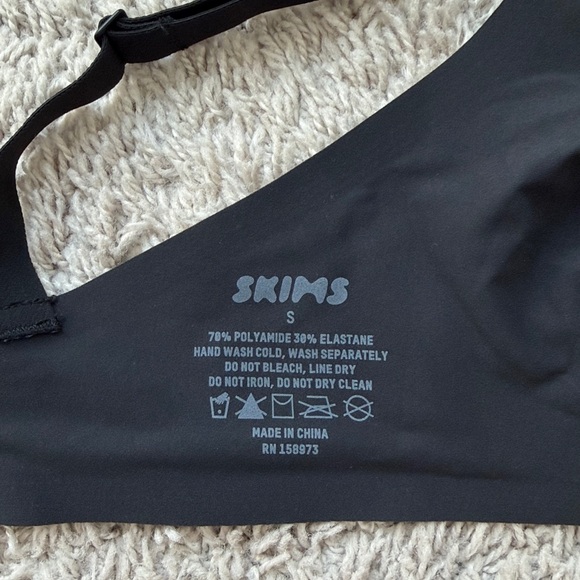 SKIMS
S
70% POLYAMIDE 30% ELASTANE
HAND WASH COLD, WASH SEPARATELY
DO NOT BLEACH, LINE DRY
DO NOT IRON, DO NOT DRY CLEAN
MADE IN CHINA
RN 158973